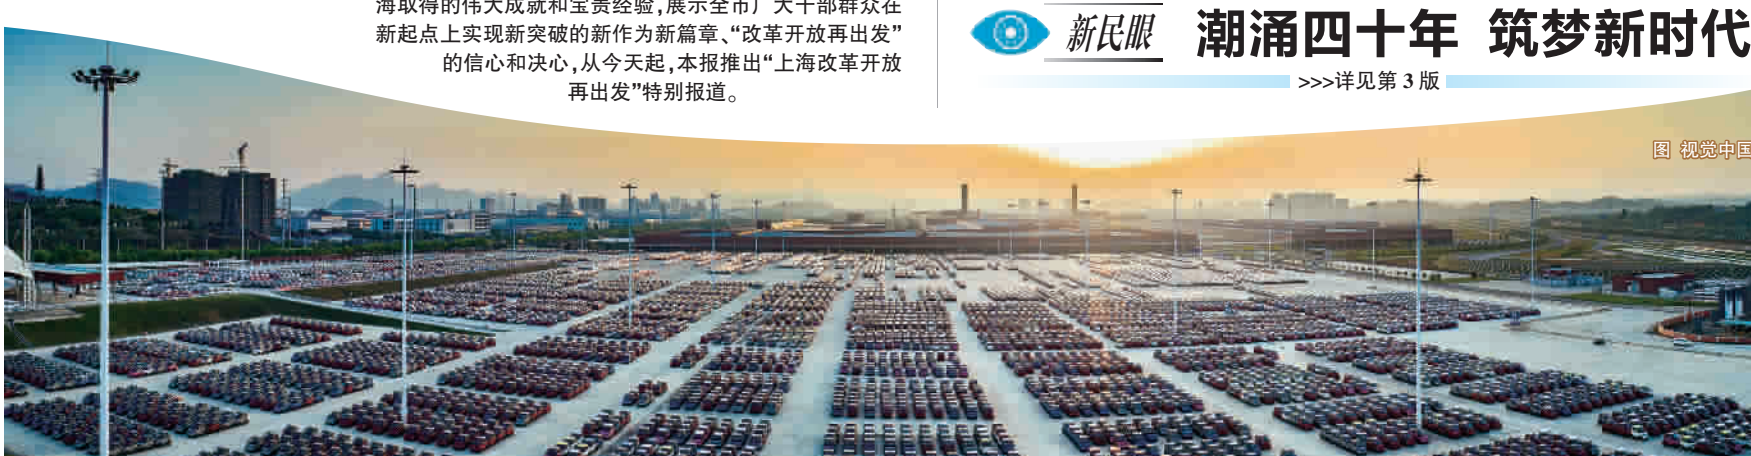 海取得的伟大成就和宝贵经验，展示全市广大干部群众在
新起点上实现新突破的新作为新篇章、“改革开放再出发”
的信心和决心，从今天起，本报推出“上海改革开放
再出发”特别报道。
新民眼
潮涌四十年 筑梦新时代
>>>详见第 3 版
图 视觉中国